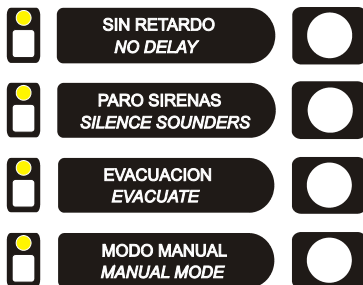 SIN RETARDO
NO DELAY
PARO SIRENAS
SILENCE SOUNDERS
EVACUACION
EVACUATE
MODO MANUAL
MANUAL MODE